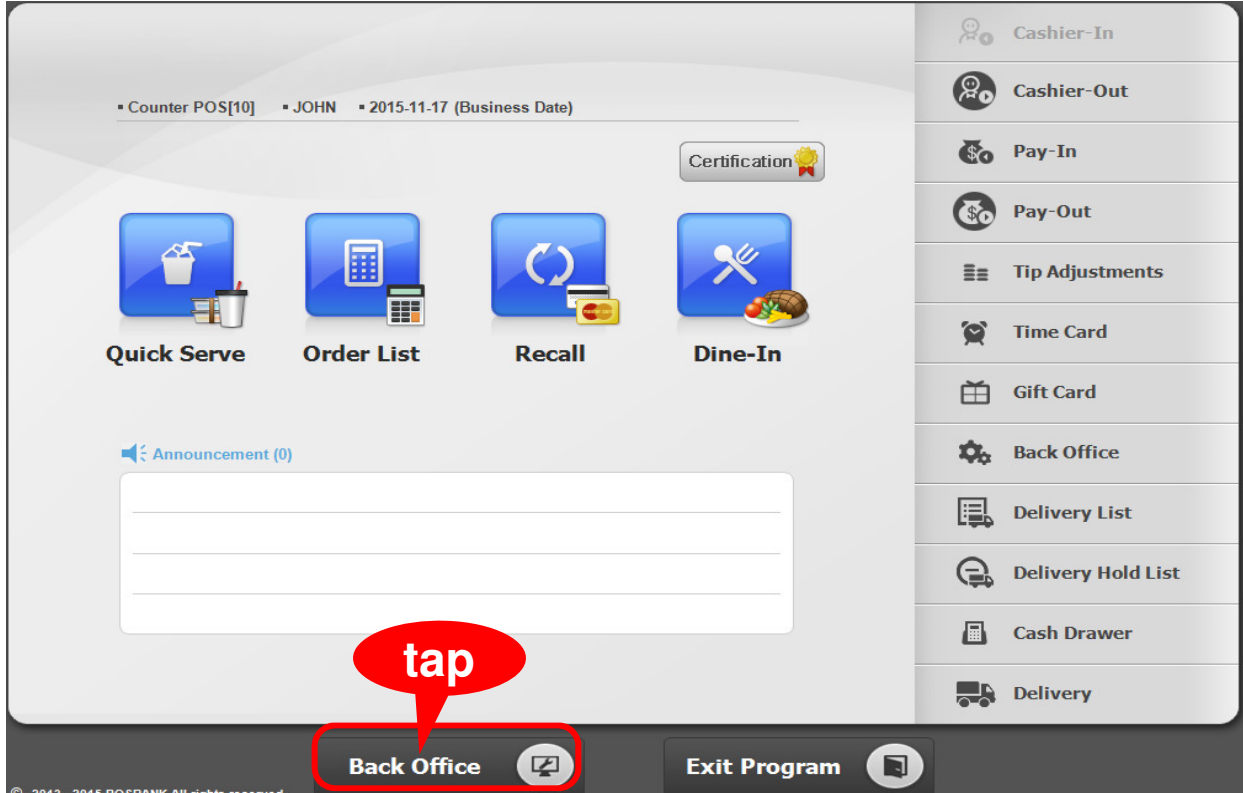 ▪ Counter POS[10] ▪ JOHN ▪ 2015-11-17 (Business Date)
Certification
Quick Serve
Order List
Recall
Dine-In
Announcement (0)
Cashier-In
Cashier-Out
Pay-In
Pay-Out
Tip Adjustments
Time Card
Gift Card
Back Office
Delivery List
Delivery Hold List
Cash Drawer
Delivery
tap
Back Office
Exit Program